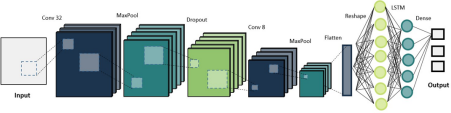 Input
Conv 32
MaxPool
Dropout
Conv 8
MaxPool
Flatten
Reshape
LSTM
Dense
Output